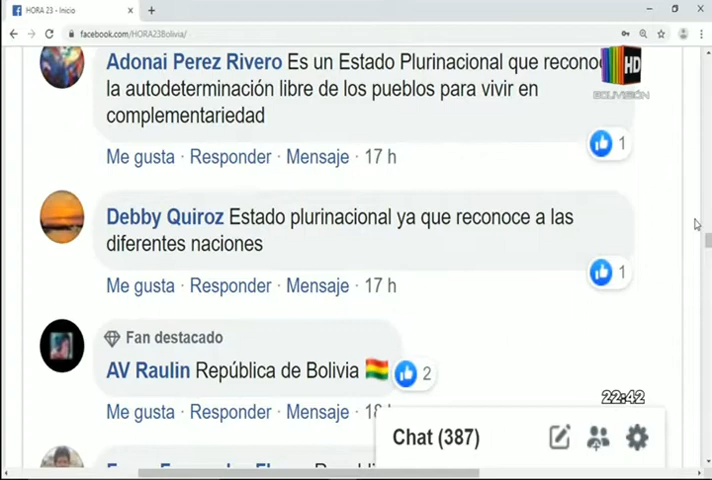 HORA 23 - Inicio
facebook.com/HORA23Bolivia/
Adonai Perez Rivero Es un Estado Plurinacional que recono
HD
BOLIVISIÓN
la autodeterminación libre de los pueblos para vivir en
complementariedad
1
Me gusta · Responder · Mensaje · 17 h
Debby Quiroz Estado plurinacional ya que reconoce a las
diferentes naciones
1
Me gusta · Responder · Mensaje · 17 h
Fan destacado
AV Raulin República de Bolivia 🇧🇴 2
22:42
Me gusta · Responder · Mensaje · 18
Chat (387)